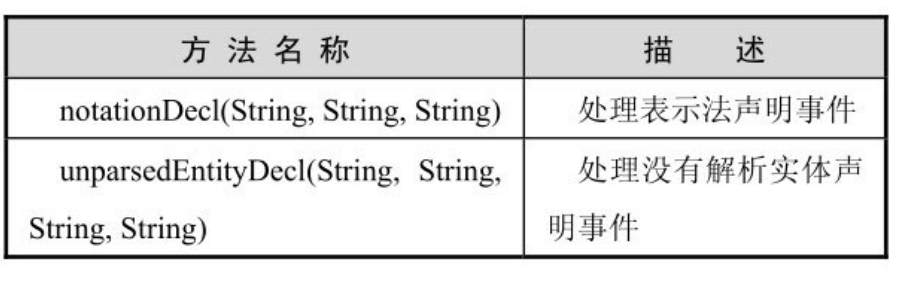 方法名称 描述
notationDecl(String, String, String) 处理表示法声明事件
unparsedEntityDecl(String, String, 处理没有解析实体声
String, String) 明事件